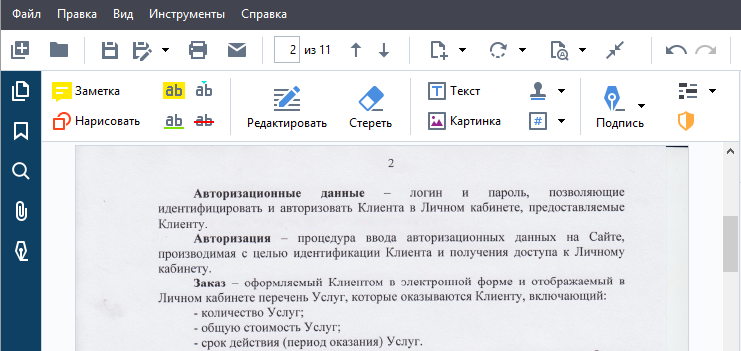 Файл Правка Вид Инструменты Справка
2 из 11
Заметка ab ab Редактировать Стереть Текст Подпись
Нарисовать ab ab Картинка #
2
Авторизационные данные – логин и пароль, позволяющие
идентифицировать и авторизовать Клиента в Личном кабинете, предоставляемые
Клиенту.
Авторизация – процедура ввода авторизационных данных на Сайте,
производимая с целью идентификации Клиента и получения доступа к Личному
кабинету.
Заказ – оформляемый Клиентом в электронной форме и отображаемый в
Личном кабинете перечень Услуг, которые оказываются Клиенту, включающий:
- количество Услуг;
- общую стоимость Услуг;
- срок действия (период оказания) Услуг.